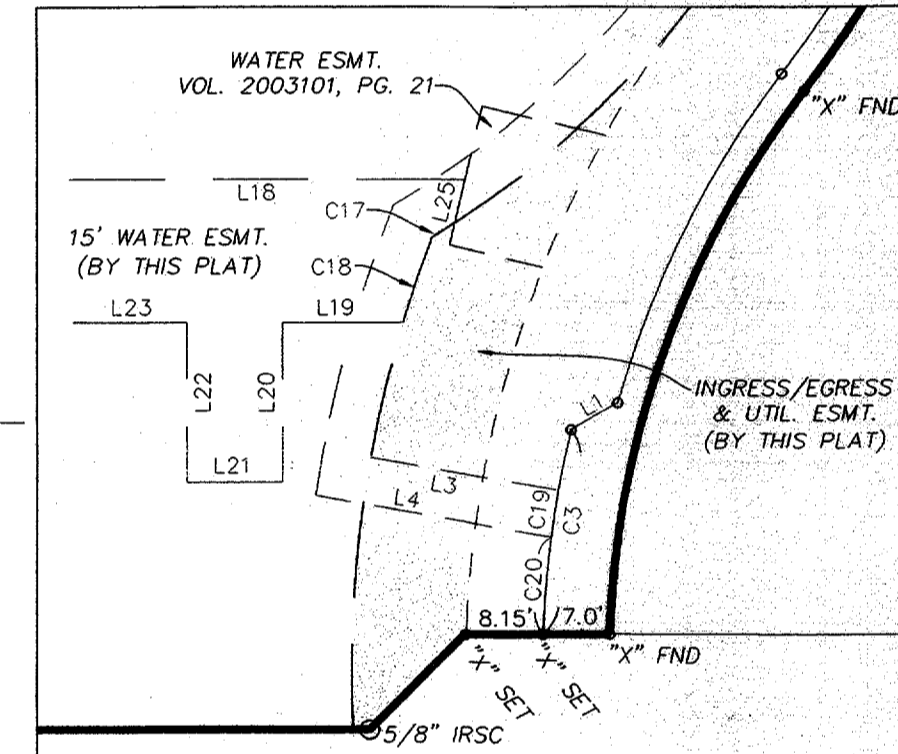 WATER ESMT.
VOL. 2003101, PG. 21
"X" FND
L18
L25
C17
15' WATER ESMT.
(BY THIS PLAT)
C18
L23
L19
L22
L20
L21
INGRESS/EGRESS
& UTIL. ESMT.
(BY THIS PLAT)
L1
L3
L4
C19
C3
C20
8.15'
7.0'
"X" SET
"X" SET
"X" FND
5/8" IRSC